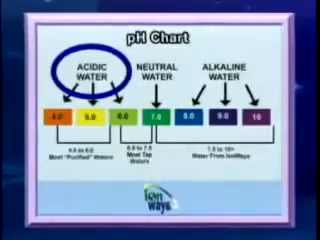 pH Chart
ACIDIC
WATER
NEUTRAL
WATER
ALKALINE
WATER
4.0 5.0 6.0 7.0 8.0 9.0 10
4.0 to 6.0
Most "Purified" Waters
6.0 to 7.5
Most Tap
Waters
7.5 to 10+
Water From IonWays
ion
ways